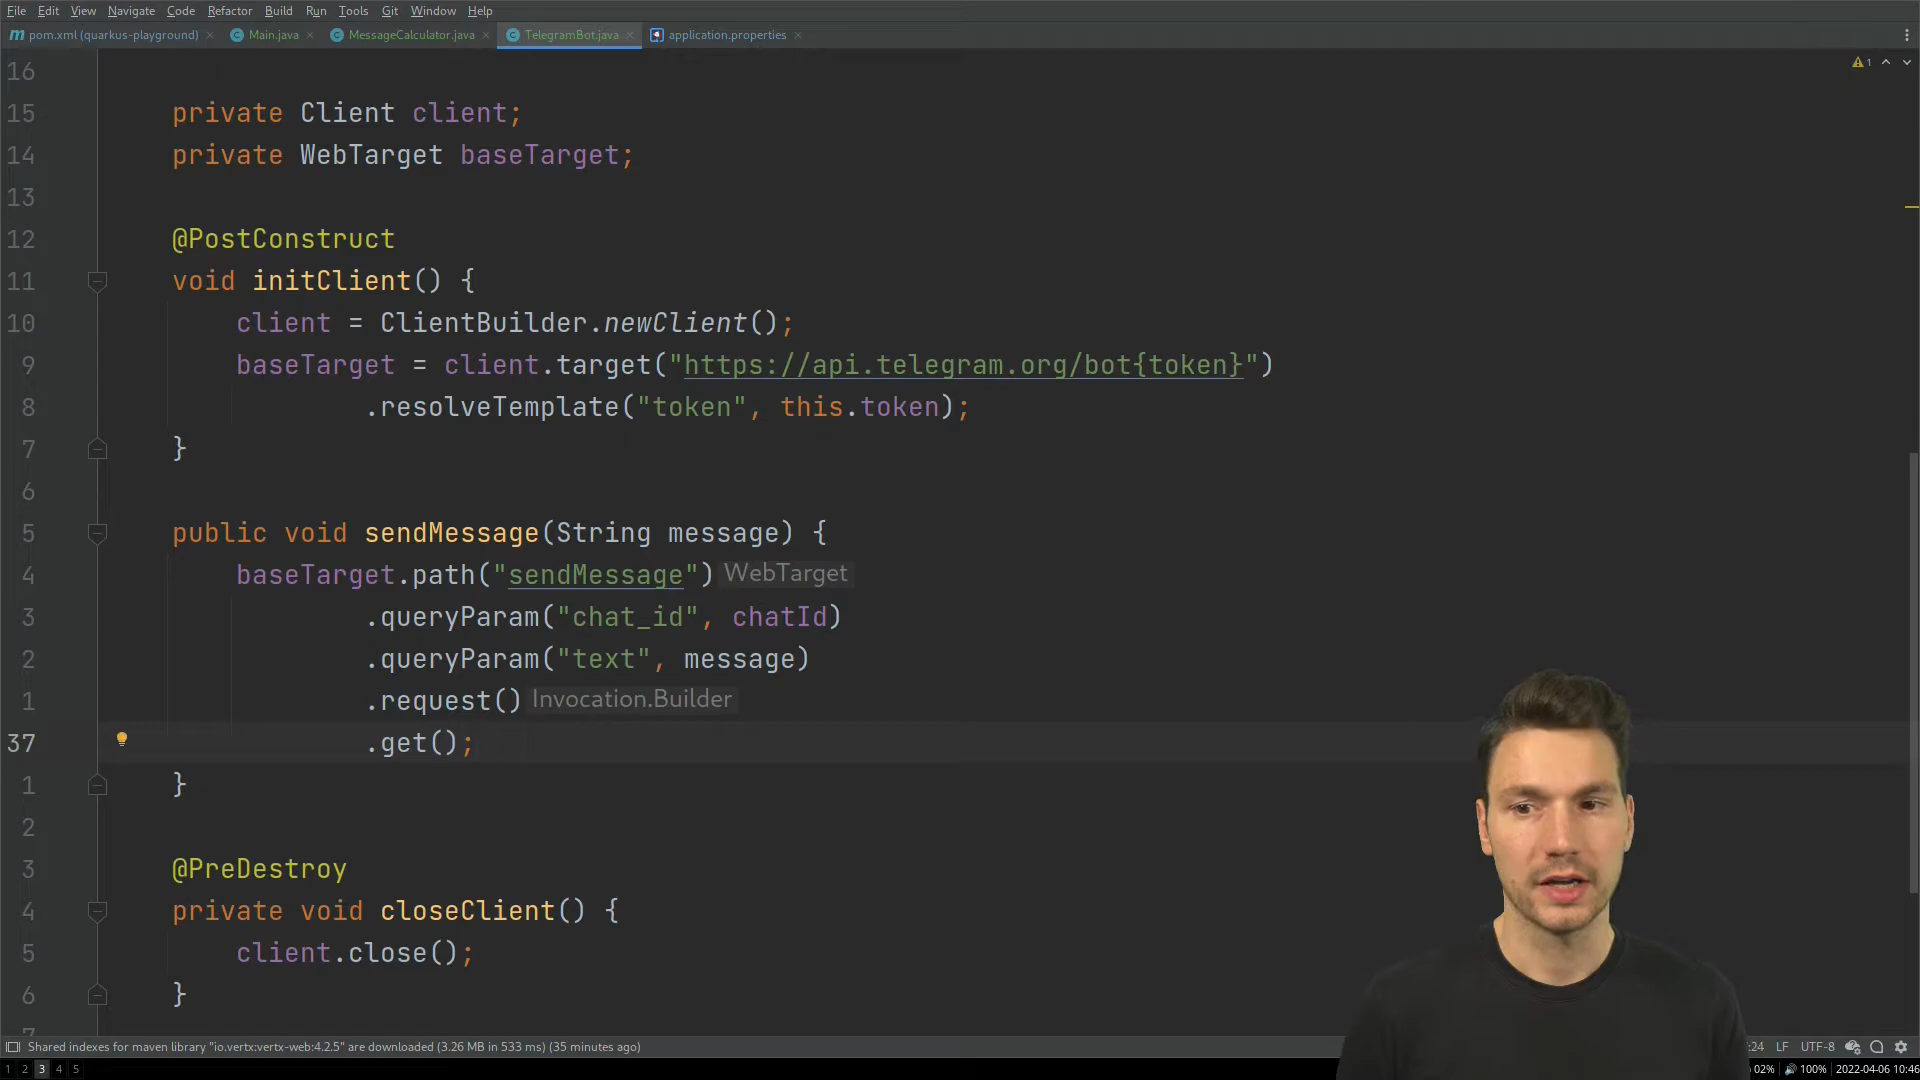 File Edit View Navigate Code Refactor Build Run Tools Git Window Help
pom.xml (quarkus-playground) Main.java MessageCalculator.java TelegramBot.java application.properties
16
1
15 private Client client;
14 private WebTarget baseTarget;
13
12 @PostConstruct
11 void initClient() {
10 client = ClientBuilder.newClient();
9 baseTarget = client.target("https://api.telegram.org/bot{token}")
8 .resolveTemplate("token", this.token);
7 }
6
5 public void sendMessage(String message) {
4 baseTarget.path("sendMessage") WebTarget
3 .queryParam("chat_id", chatId)
2 .queryParam("text", message)
1 .request() Invocation.Builder
37 .get();
1 }
2
3 @PreDestroy
4 private void closeClient() {
5 client.close();
6 }
7
Shared indexes for maven library "io.vertx:vertx-web:4.2.5" are downloaded (3.26 MB in 533 ms) (35 minutes ago) :24 LF UTF-8
1 2 3 4 5 02% 100% 2022-04-06 10:46